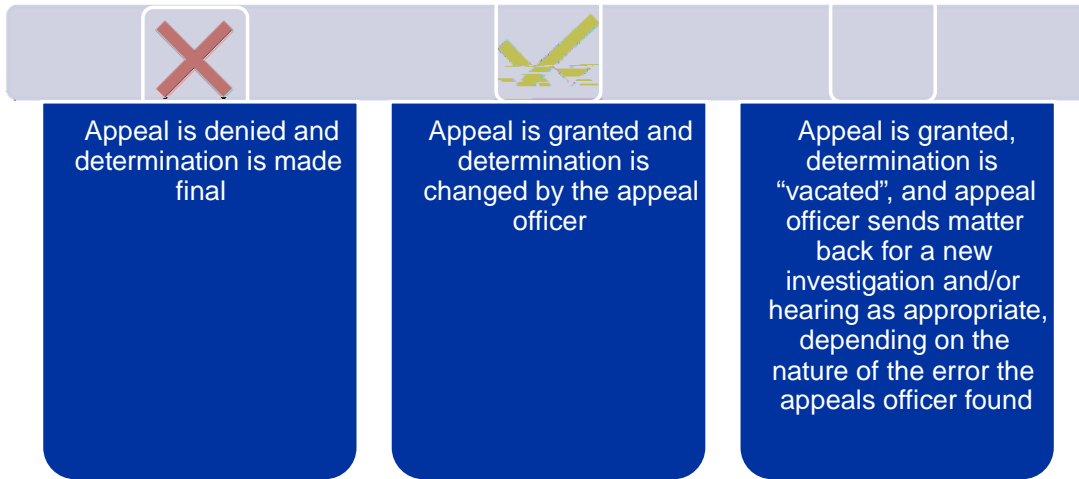 Appeal is denied and
determination is made
final
Appeal is granted and
determination is
changed by the appeal
officer
Appeal is granted,
determination is
“vacated”, and appeal
officer sends matter
back for a new
investigation and/or
hearing as appropriate,
depending on the
nature of the error the
appeals officer found